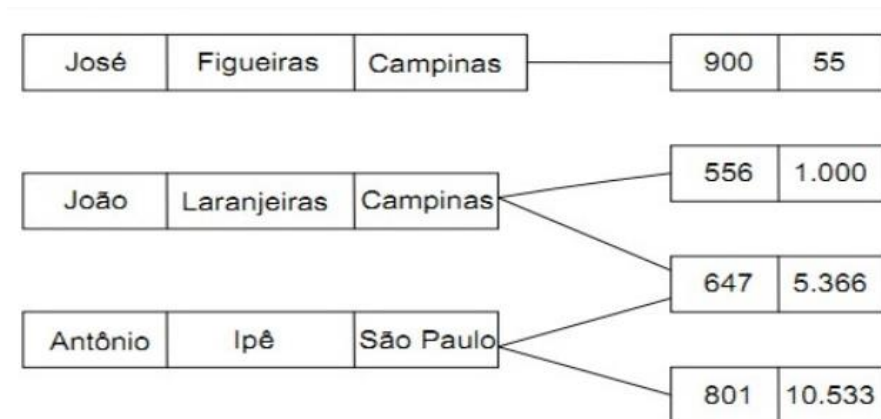 José Figueiras Campinas 900 55
556 1.000
João Laranjeiras Campinas
647 5.366
Antônio Ipê São Paulo
801 10.533